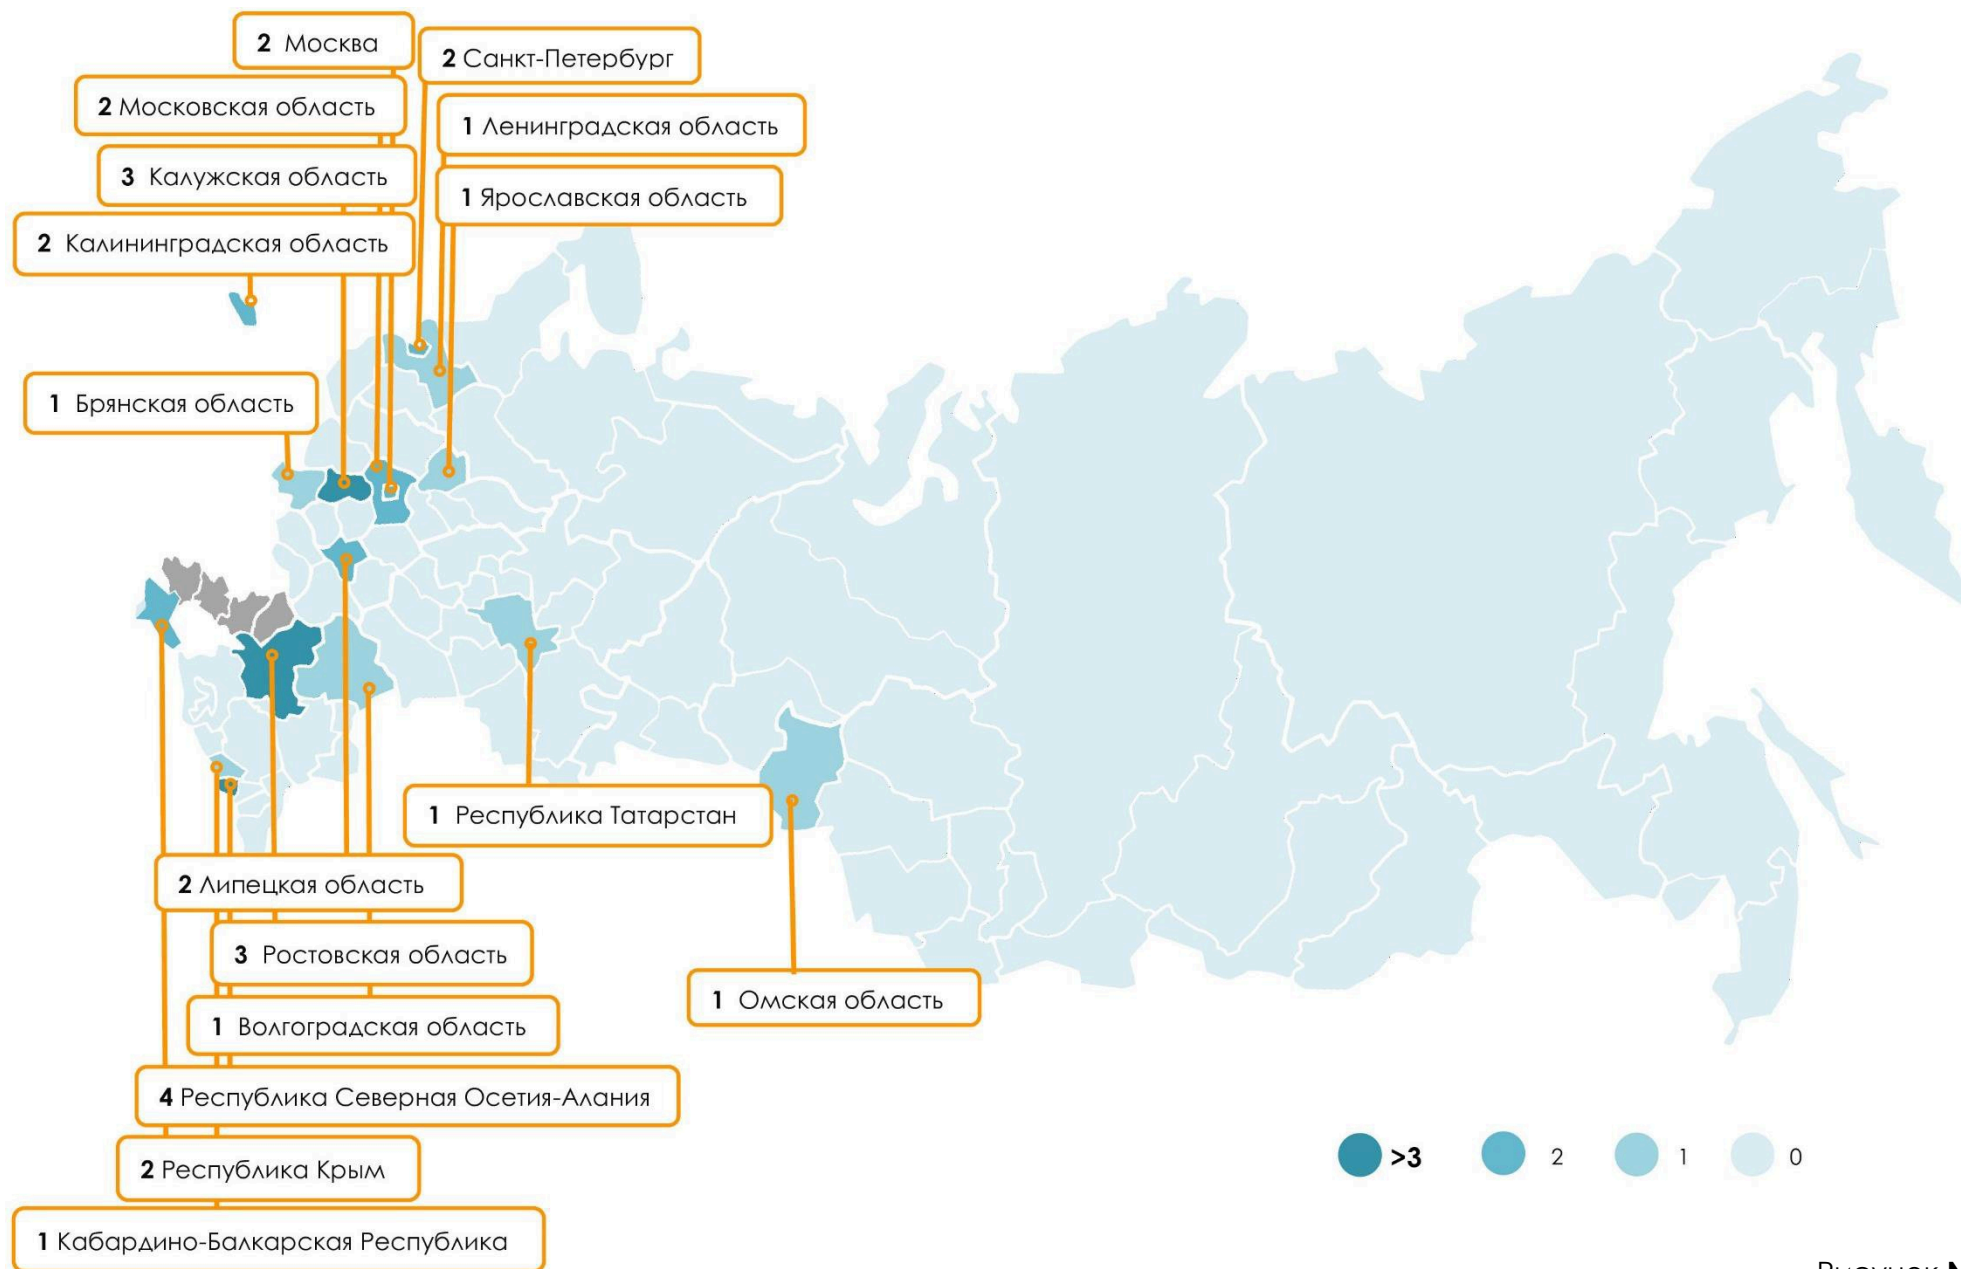 2 Москва
2 Санкт-Петербург
2 Московская область
1 Ленинградская область
3 Калужская область
1 Ярославская область
2 Калининградская область
1 Брянская область
1 Республика Татарстан
2 Липецкая область
3 Ростовская область
1 Омская область
1 Волгоградская область
4 Республика Северная Осетия-Алания
2 Республика Крым
1 Кабардино-Балкарская Республика
>3 2 1 0